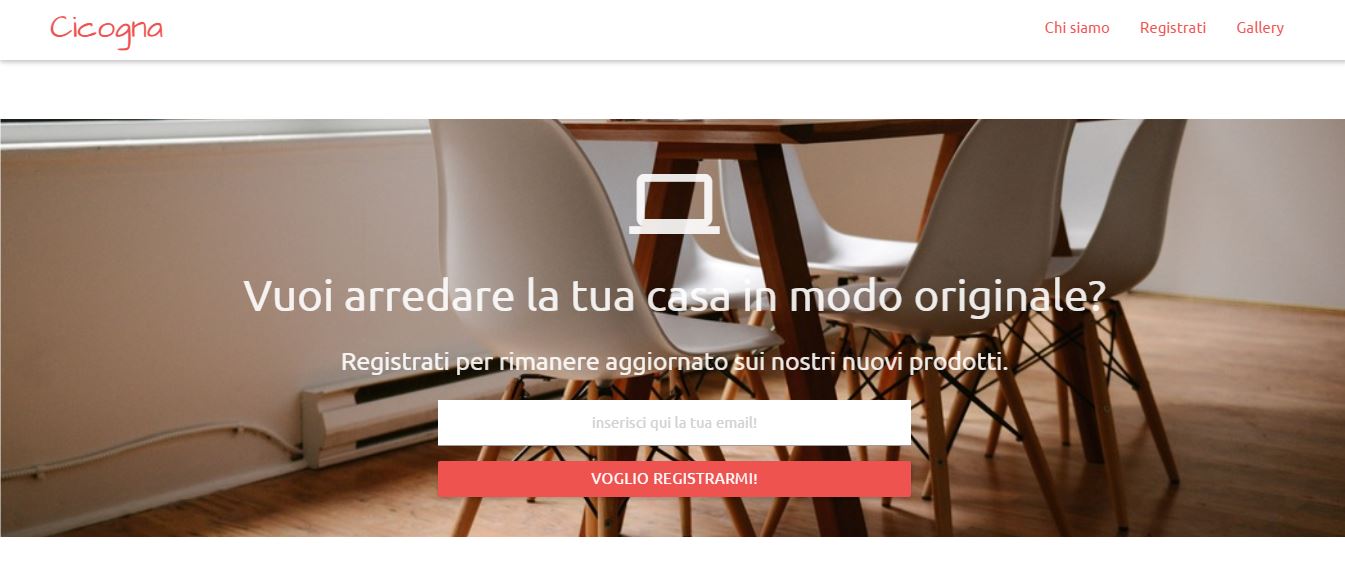 Cicogna
Chi siamo
Registrati
Gallery
Vuoi arredare la tua casa in modo originale?
Registrati per rimanere aggiornato sui nostri nuovi prodotti.
inserisci qui la tua email!
VOGLIO REGISTRARMI!